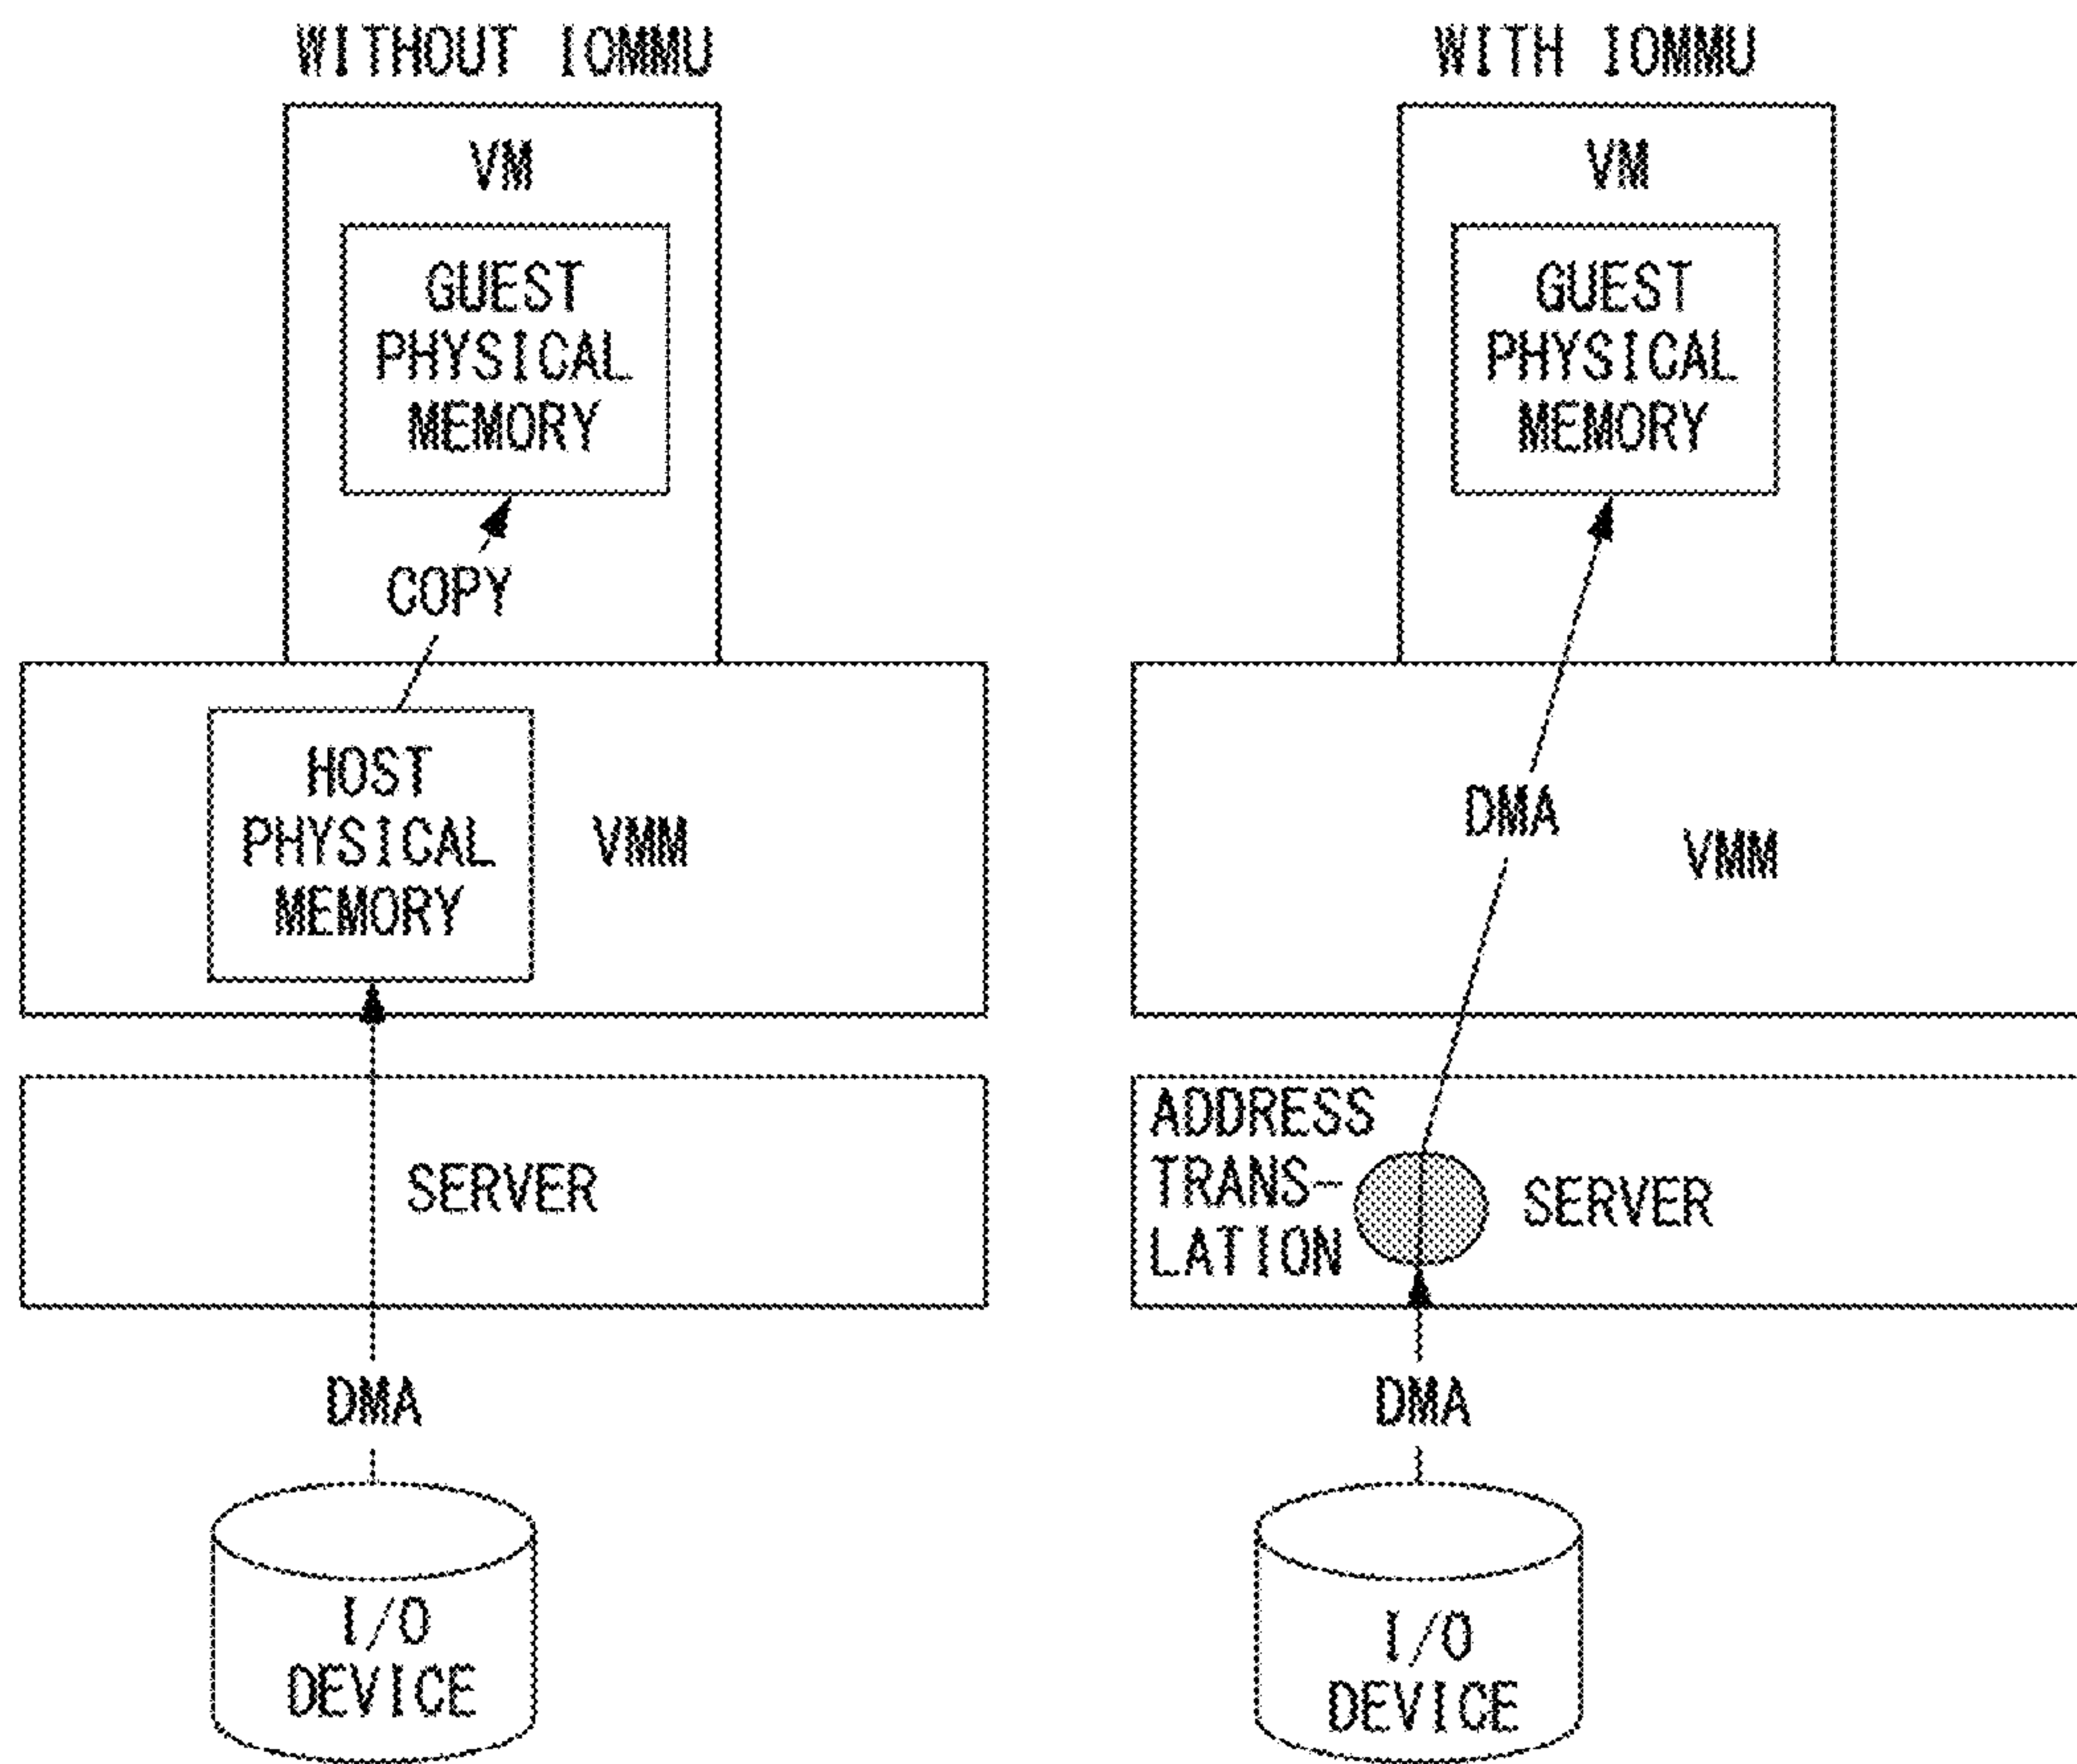 WITHOUT IOMMU
VM
GUEST
PHYSICAL
MEMORY
COPY
HOST
PHYSICAL
MEMORY
VMM
SERVER
DMA
I/O
DEVICE
WITH IOMMU
VM
GUEST
PHYSICAL
MEMORY
DMA
VMM
ADDRESS
TRANS-
LATION
SERVER
DMA
I/O
DEVICE